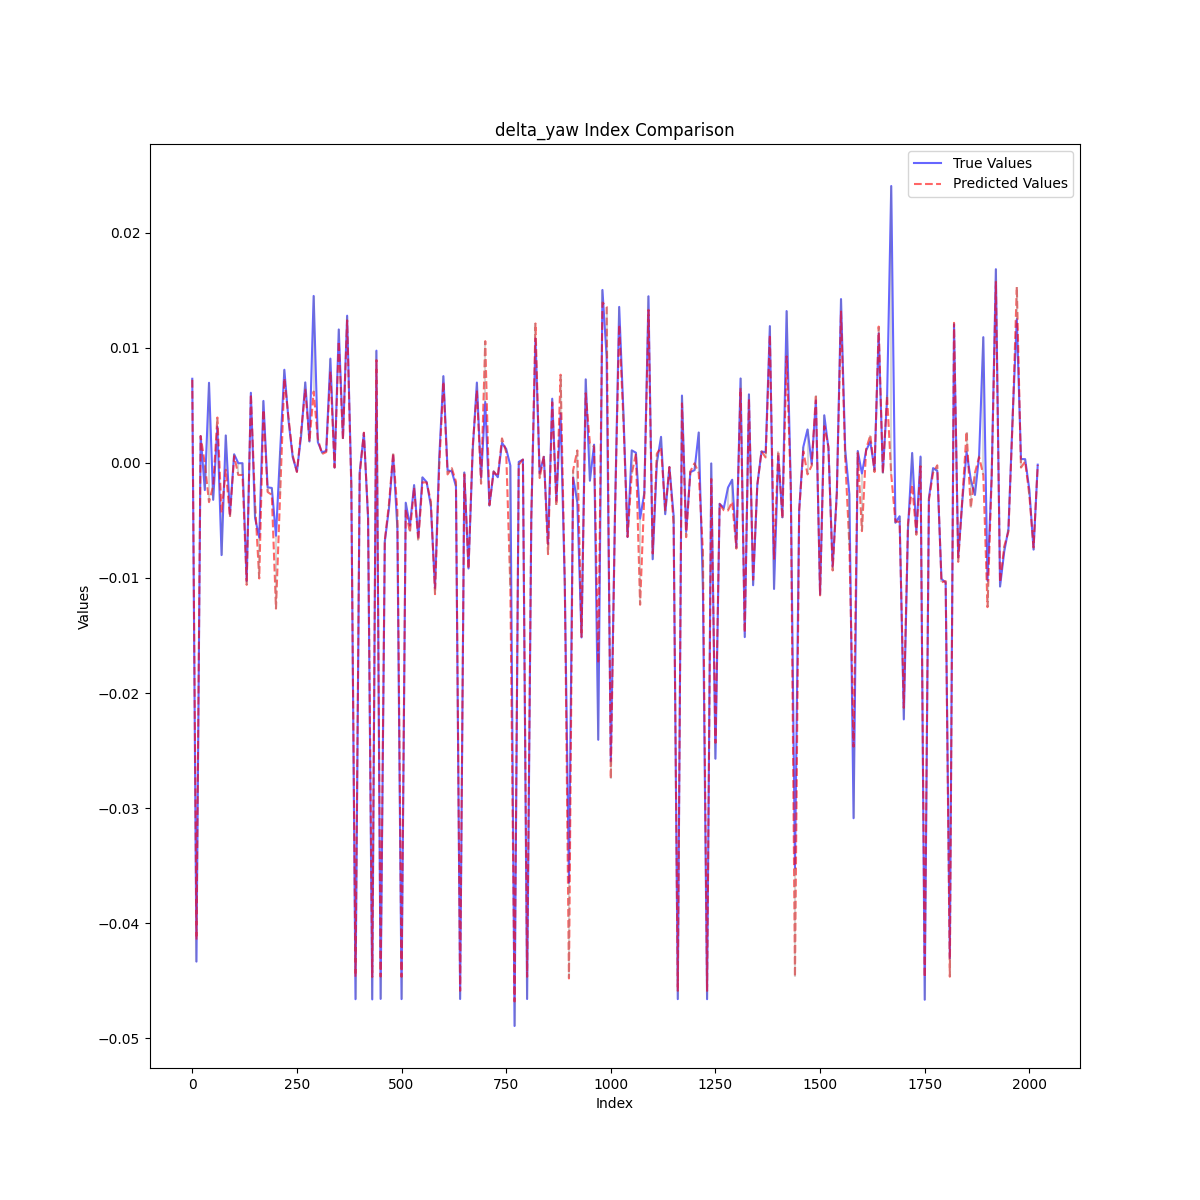 delta_yaw Index Comparison
True Values
Predicted Values
0.02
0.01
0.00
−0.01
−0.02
−0.03
−0.04
−0.05
Values
0 250 500 750 1000 1250 1500 1750 2000
Index